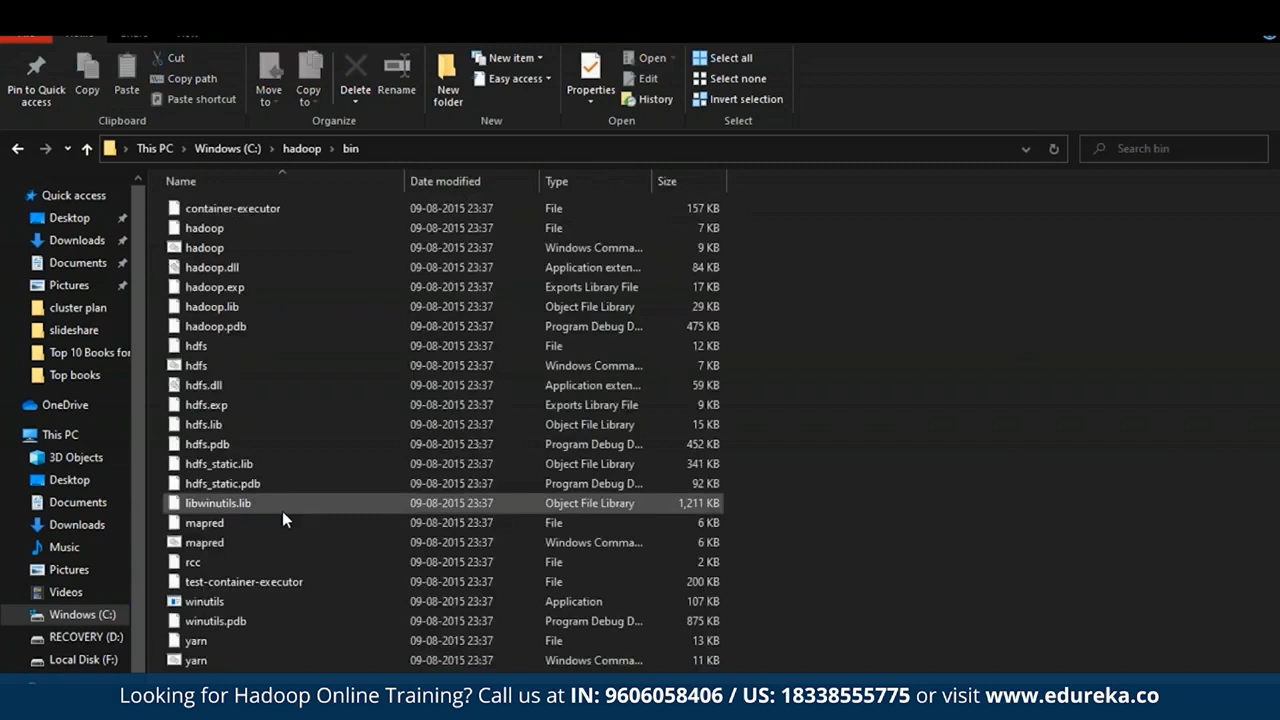 Cut
Copy path
Paste shortcut
Pin to Quick access
Copy
Paste
Clipboard
Move to
Copy to
Delete
Rename
Organize
New folder
New item
Easy access
New
Properties
Open
Edit
History
Open
Select all
Select none
Invert selection
Select
This PC > Windows (C:) > hadoop > bin
Search bin
Quick access
Desktop
Downloads
Documents
Pictures
cluster plan
slideshare
Top 10 Books for
Top books
OneDrive
This PC
3D Objects
Desktop
Documents
Downloads
Music
Pictures
Videos
Windows (C:)
RECOVERY (D:)
Local Disk (F:)
Name Date modified Type Size
container-executor 09-08-2015 23:37 File 157 KB
hadoop 09-08-2015 23:37 File 7 KB
hadoop 09-08-2015 23:37 Windows Comma... 9 KB
hadoop.dll 09-08-2015 23:37 Application exten... 84 KB
hadoop.exp 09-08-2015 23:37 Exports Library File 17 KB
hadoop.lib 09-08-2015 23:37 Object File Library 29 KB
hadoop.pdb 09-08-2015 23:37 Program Debug D... 475 KB
hdfs 09-08-2015 23:37 File 12 KB
hdfs 09-08-2015 23:37 Windows Comma... 7 KB
hdfs.dll 09-08-2015 23:37 Application exten... 59 KB
hdfs.exp 09-08-2015 23:37 Exports Library File 9 KB
hdfs.lib 09-08-2015 23:37 Object File Library 15 KB
hdfs.pdb 09-08-2015 23:37 Program Debug D... 452 KB
hdfs_static.lib 09-08-2015 23:37 Object File Library 341 KB
hdfs_static.pdb 09-08-2015 23:37 Program Debug D... 92 KB
libwinutils.lib 09-08-2015 23:37 Object File Library 1,211 KB
mapred 09-08-2015 23:37 File 6 KB
mapred 09-08-2015 23:37 Windows Comma... 6 KB
rcc 09-08-2015 23:37 File 2 KB
test-container-executor 09-08-2015 23:37 File 200 KB
winutils 09-08-2015 23:37 Application 107 KB
winutils.pdb 09-08-2015 23:37 Program Debug D... 875 KB
yarn 09-08-2015 23:37 File 13 KB
yarn 09-08-2015 23:37 Windows Comma... 11 KB
Looking for Hadoop Online Training? Call us at IN: 9606058406 / US: 18338555775 or visit www.edureka.co